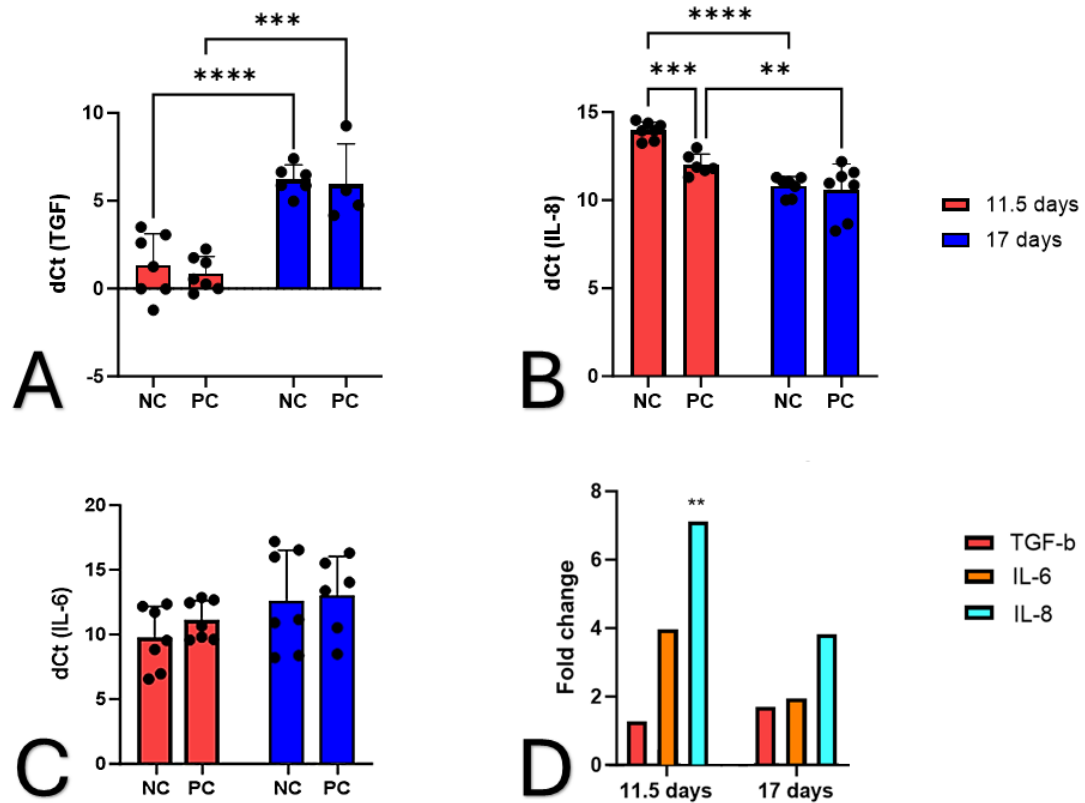 ***
****
10
5
0
-5
dCt (TGF)
NC PC NC PC
A
****
*** **
15
10
5
0
dCt (IL-8)
NC PC NC PC
B
11.5 days
17 days
20
15
10
5
0
dCt (IL-6)
NC PC NC PC
C
**
8
6
4
2
0
Fold change
11.5 days 17 days
D
TGF-b
IL-6
IL-8